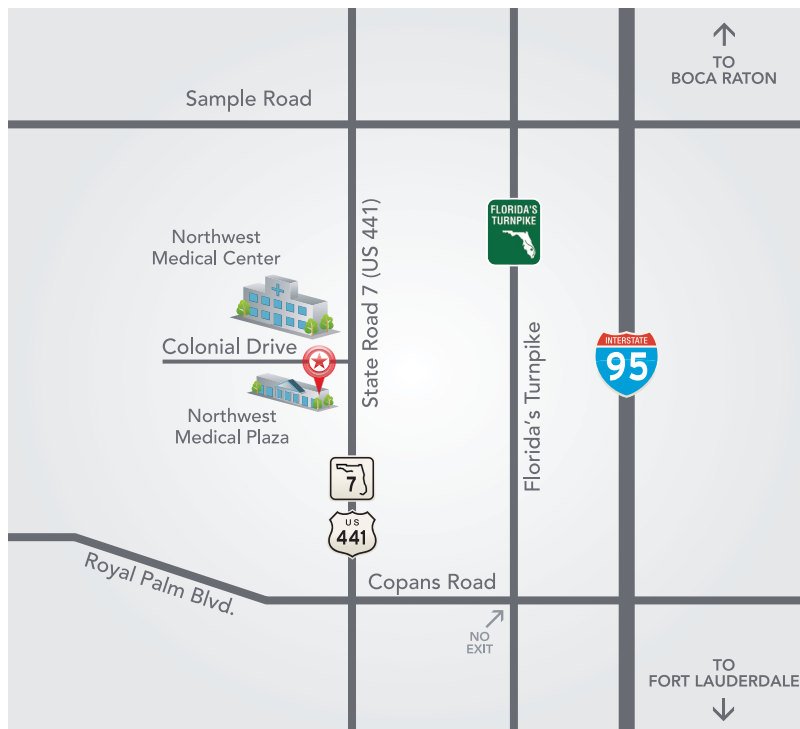 TO
BOCA RATON
Sample Road
FLORIDA'S
TURNPIKE
Northwest
Medical Center
State Road 7 (US 441)
Colonial Drive
INTERSTATE
95
Florida's Turnpike
Northwest
Medical Plaza
7
US
441
Royal Palm Blvd.
Copans Road
NO
EXIT
TO
FORT LAUDERDALE